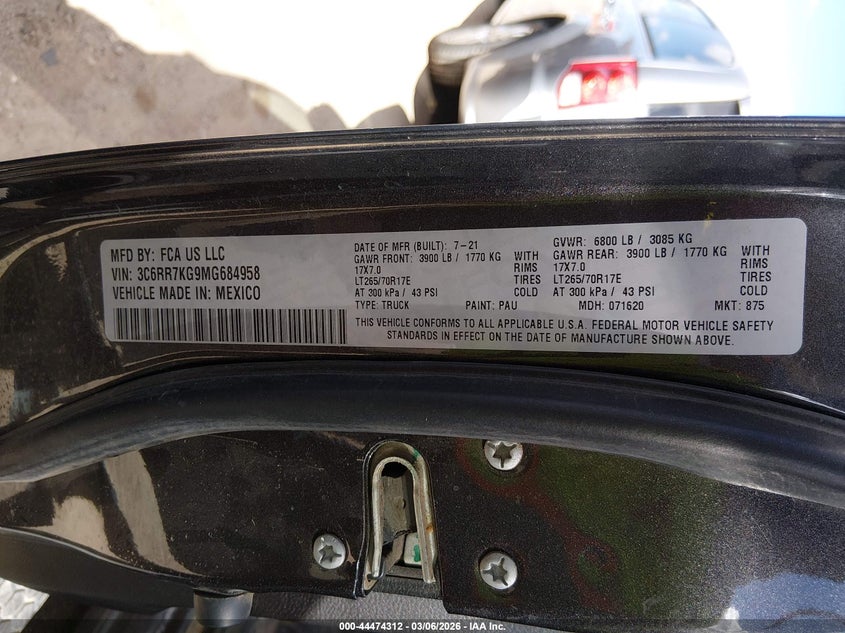 MFD BY: FCA US LLC
VIN: 3C6RR7KG9MG684958
VEHICLE MADE IN: MEXICO
DATE OF MFR (BUILT): 7-21
GAWR FRONT: 3900 LB / 1770 KG WITH
17X7.0 RIMS
LT265/70R17E TIRES
AT 300 kPa / 43 PSI COLD
TYPE: TRUCK PAINT: PAU
GVWR: 6800 LB / 3085 KG
GAWR REAR: 3900 LB / 1770 KG WITH
17X7.0 RIMS
LT265/70R17E TIRES
AT 300 kPa / 43 PSI COLD
MDH: 071620 MKT: 875
THIS VEHICLE CONFORMS TO ALL APPLICABLE U.S.A. FEDERAL MOTOR VEHICLE SAFETY
STANDARDS IN EFFECT ON THE DATE OF MANUFACTURE SHOWN ABOVE.
000-44474312 - 03/06/2026 - IAA Inc.